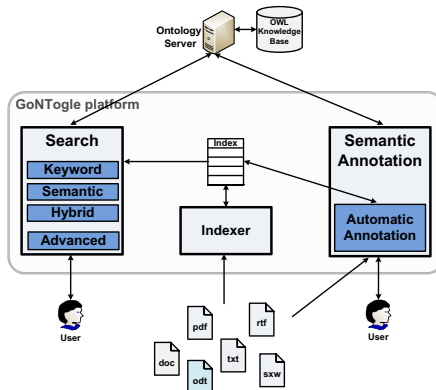 Ontology
Server
OWL
Knowledge
Base
GoNTogle platform
Search
Keyword
Semantic
Hybrid
Advanced
Index
Indexer
Semantic
Annotation
Automatic
Annotation
User
User
pdf
rtf
doc
txt
odt
sxw